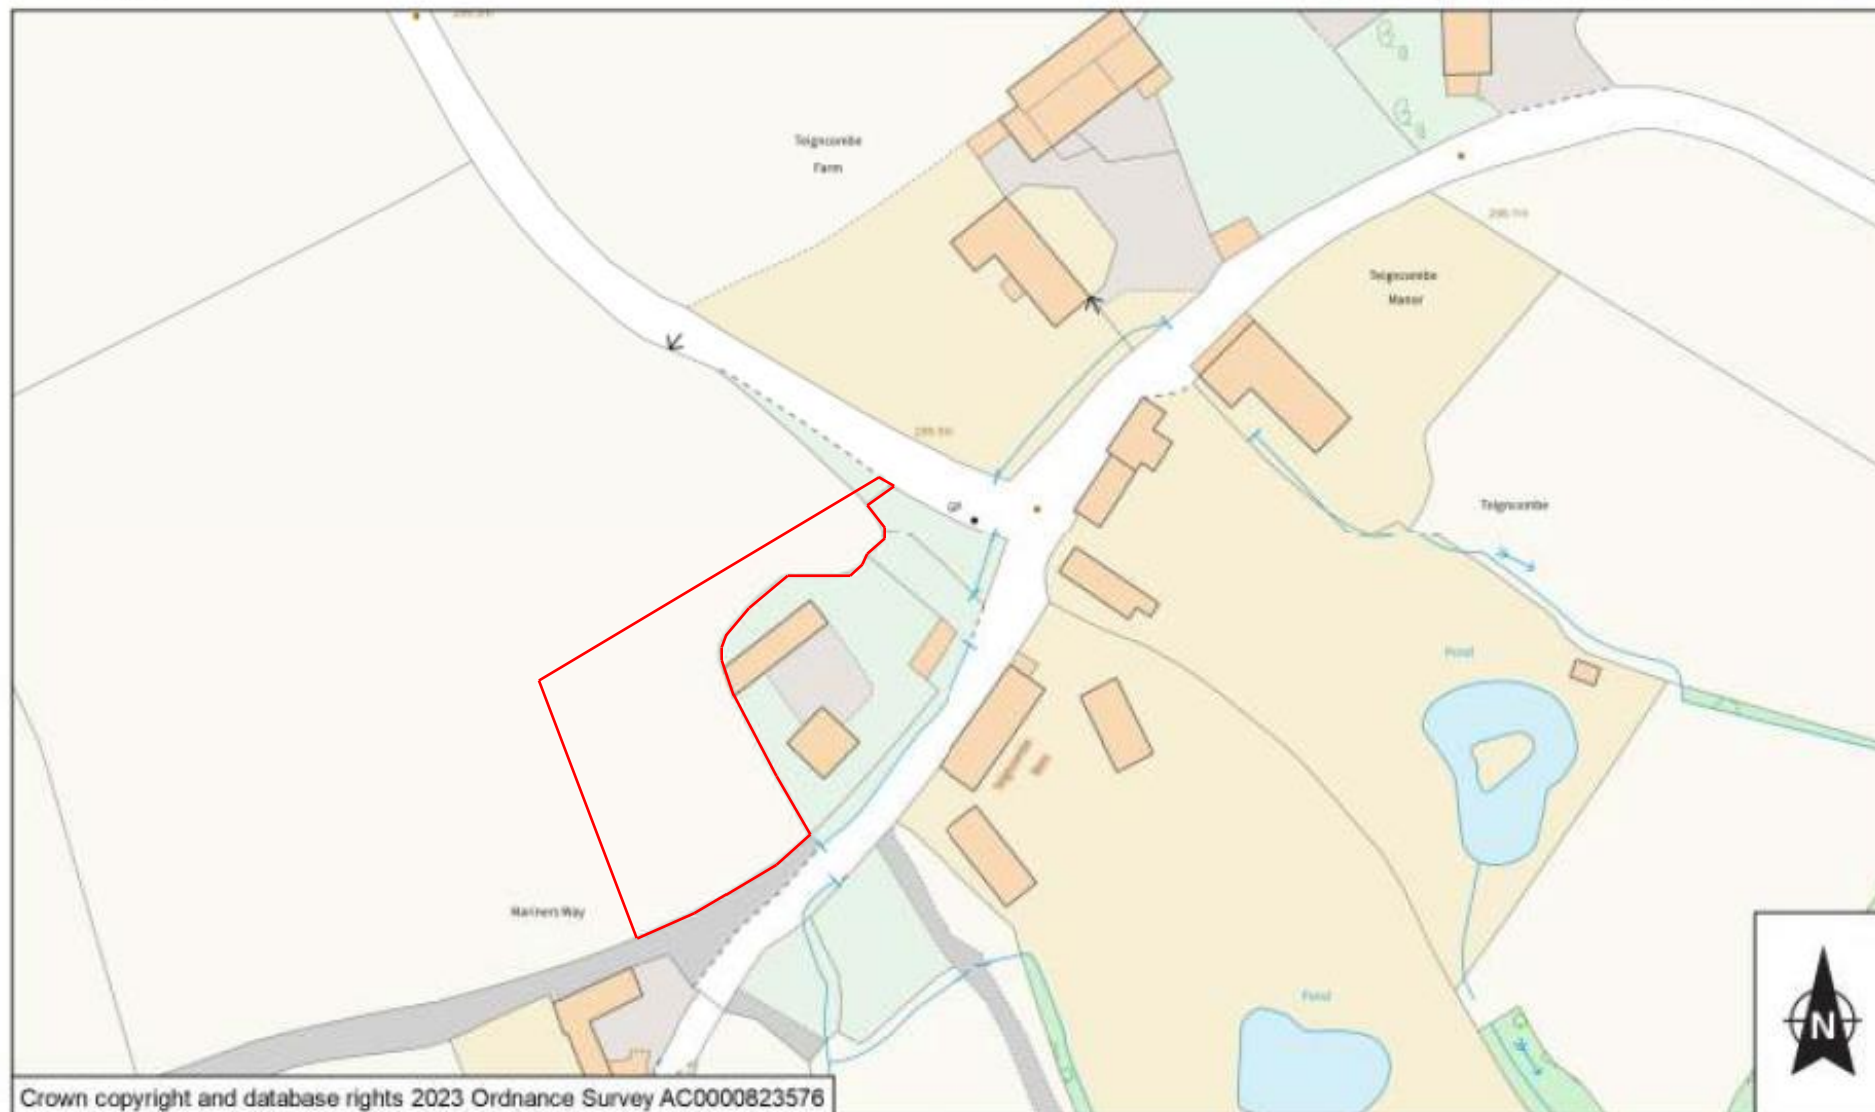 Teigncombe
Farm
Teigncombe
Manor
GP
Teigncombe
Pond
Mariners Way
Pond
N
Crown copyright and database rights 2023 Ordnance Survey AC0000823576